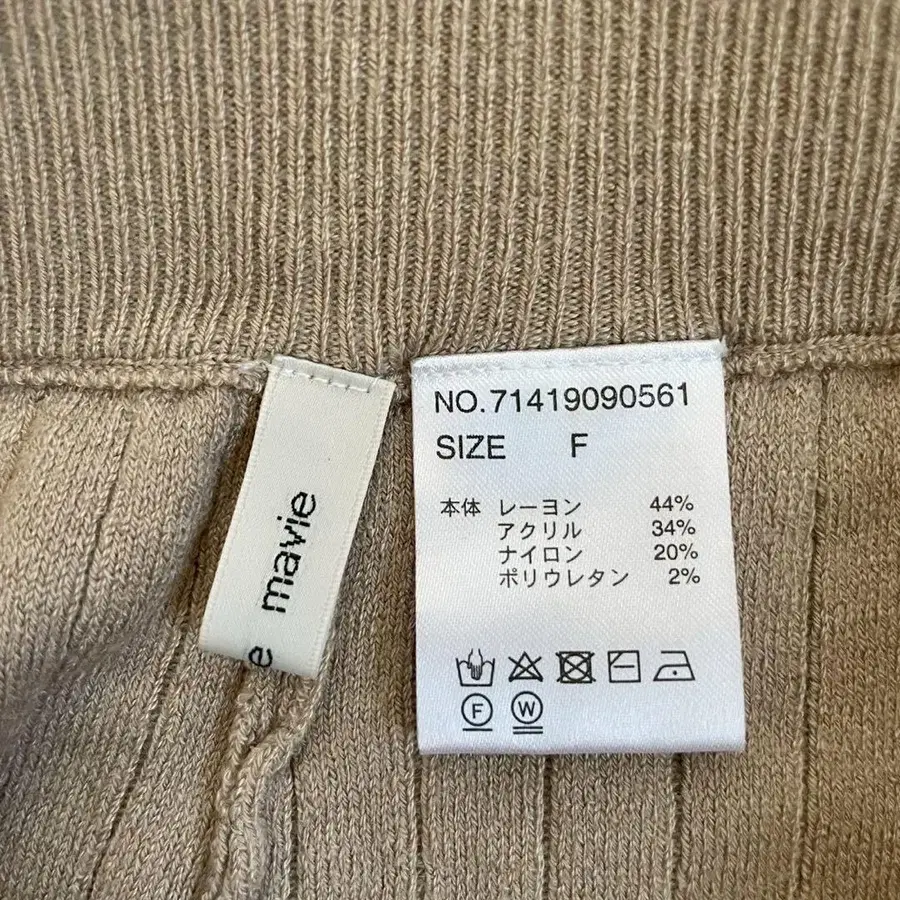 e mavie
NO.71419090561
SIZE F
本体 レーヨン 44%
アクリル 34%
ナイロン 20%
ポリウレタン 2%
F W